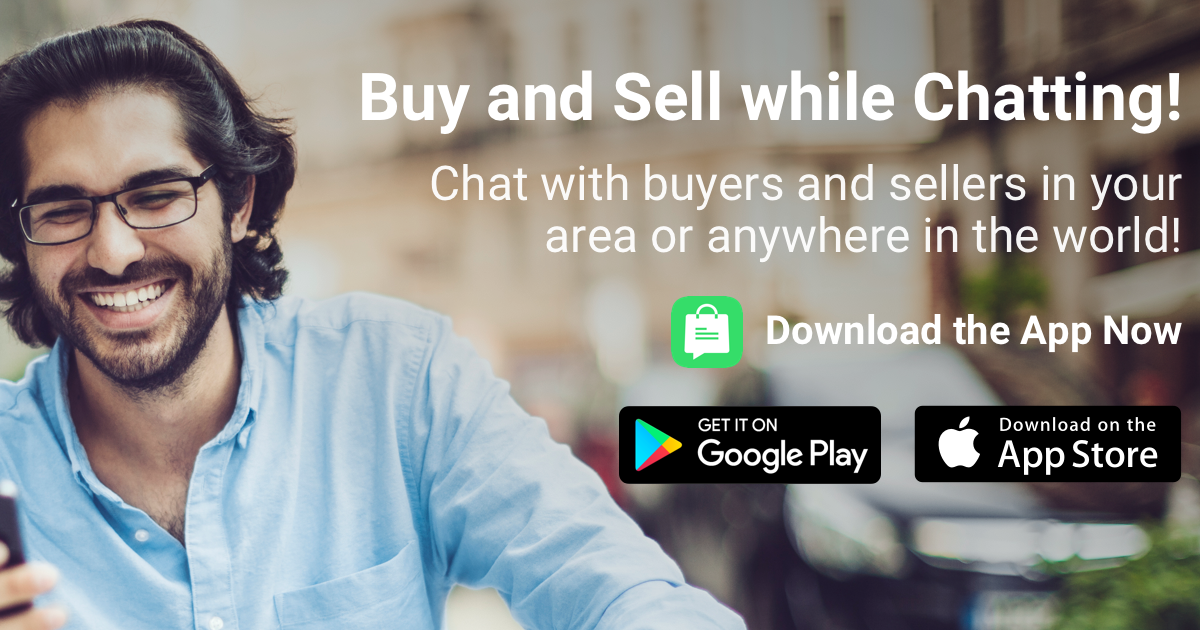 Buy and Sell while Chatting!
Chat with buyers and sellers in your
area or anywhere in the world!
Download the App Now
GET IT ON
Google Play
Download on the
App Store